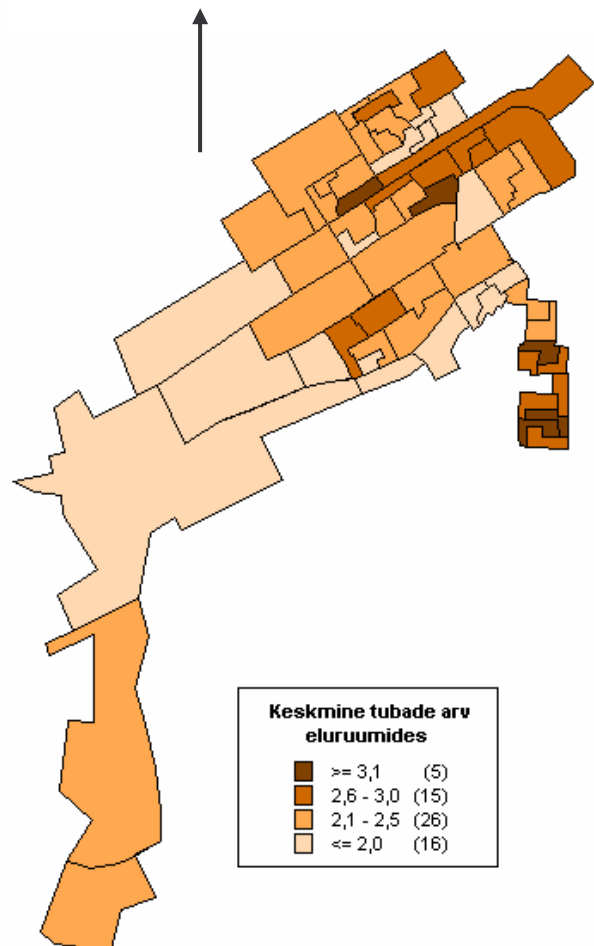 Keskmine tubade arv
eluruumides
>= 3,1 (5)
2,6 - 3,0 (15)
2,1 - 2,5 (26)
<= 2,0 (16)